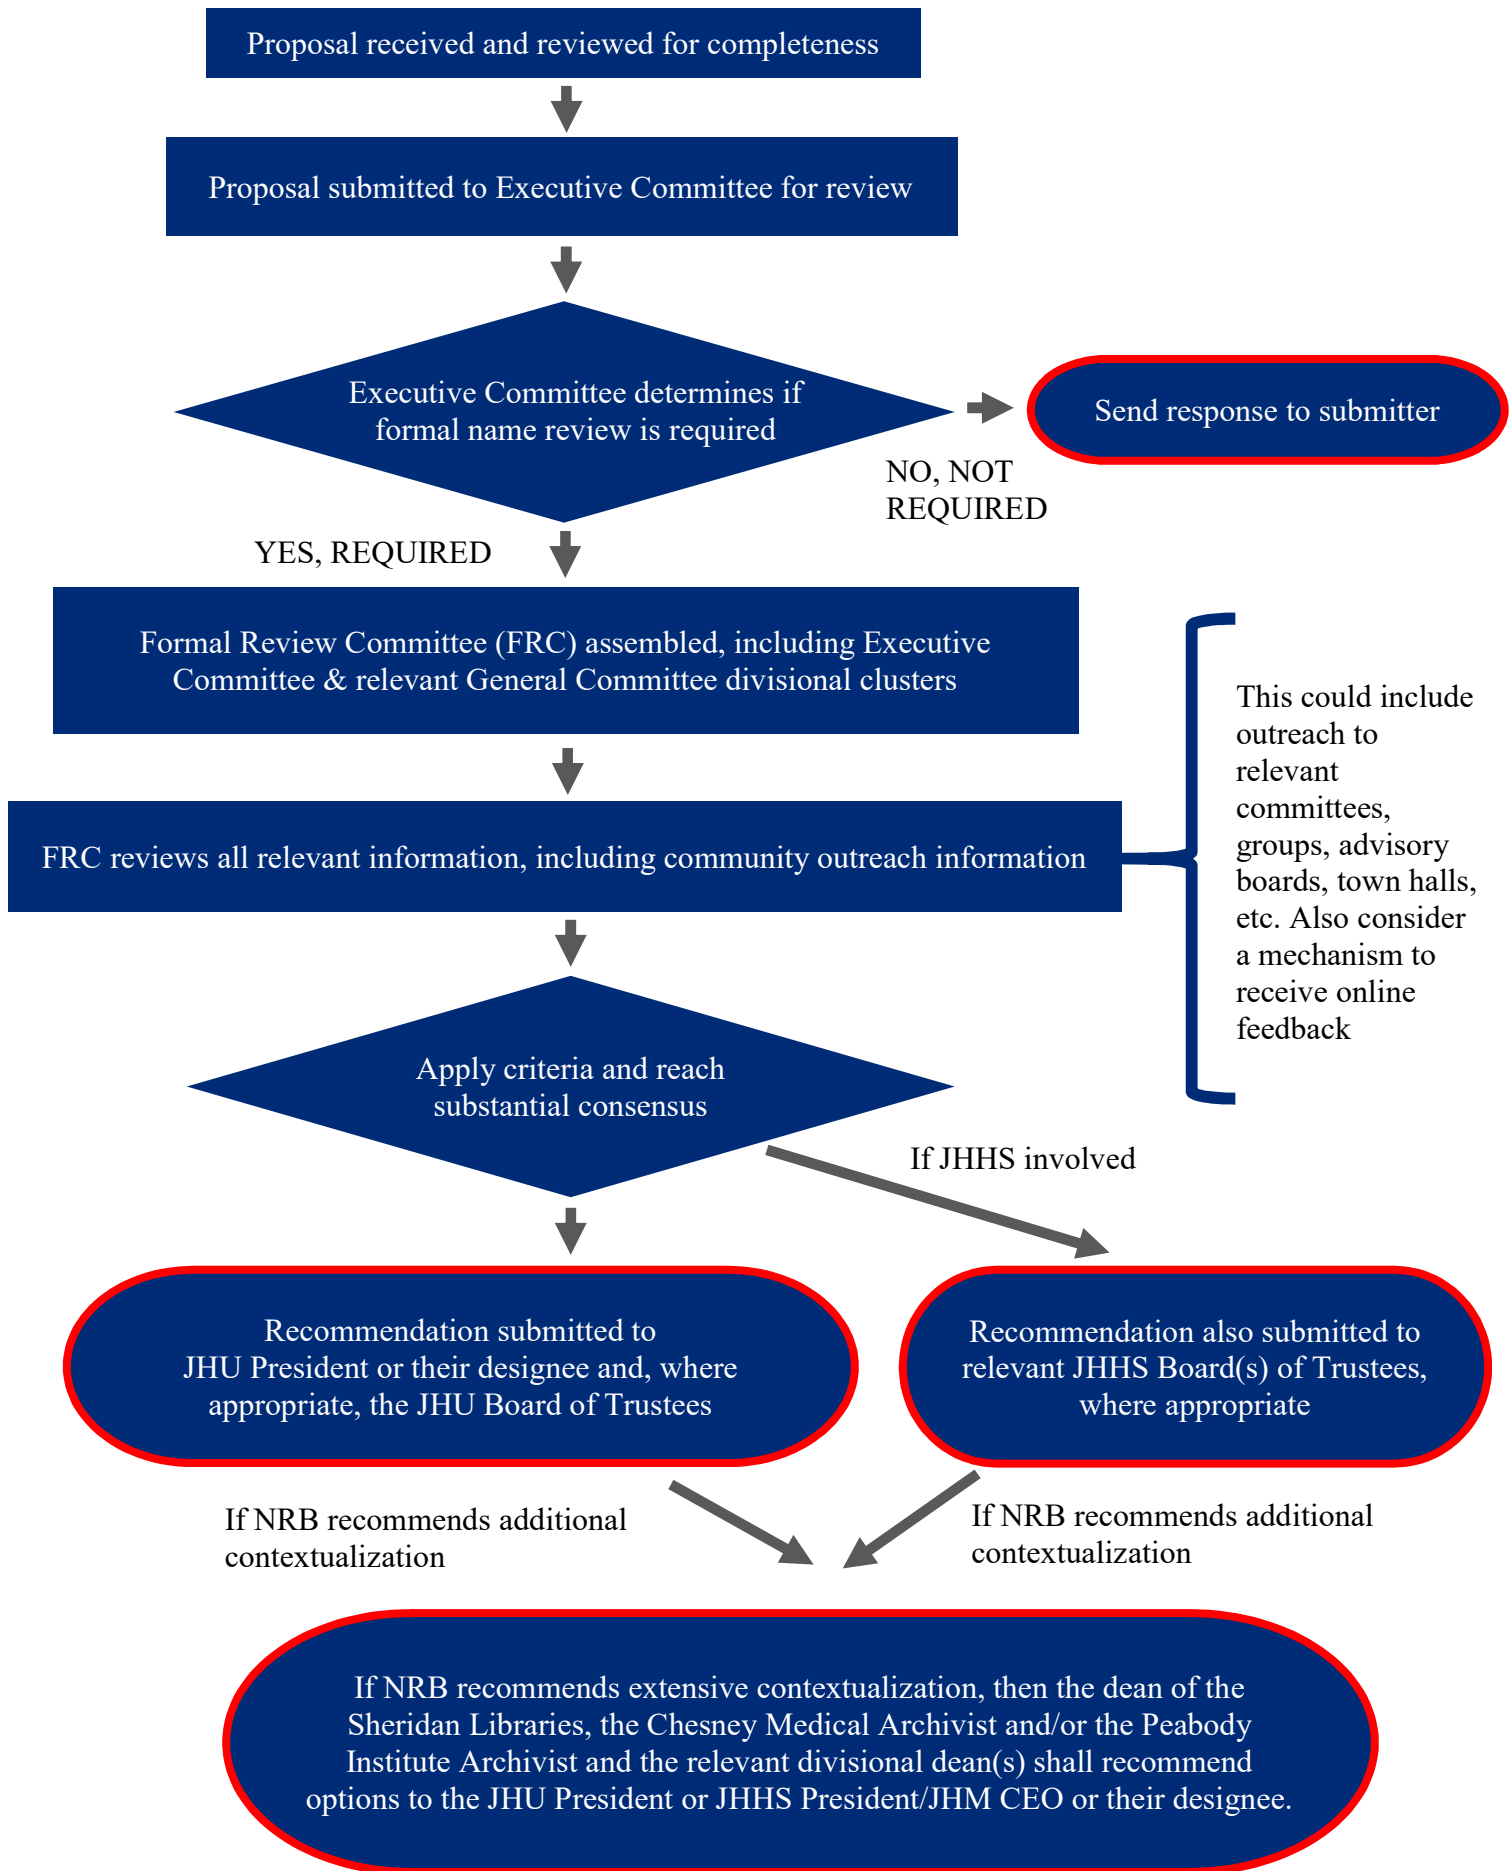 Proposal received and reviewed for completeness
Proposal submitted to Executive Committee for review
Executive Committee determines if
formal name review is required
Send response to submitter
NO, NOT
REQUIRED
YES, REQUIRED
Formal Review Committee (FRC) assembled, including Executive
Committee & relevant General Committee divisional clusters
FRC reviews all relevant information, including community outreach information
This could include
outreach to
relevant
committees,
groups, advisory
boards, town halls,
etc. Also consider
a mechanism to
receive online
feedback
Apply criteria and reach
substantial consensus
If JHHS involved
Recommendation submitted to
JHU President or their designee and, where
appropriate, the JHU Board of Trustees
Recommendation also submitted to
relevant JHHS Board(s) of Trustees,
where appropriate
If NRB recommends additional
contextualization
If NRB recommends additional
contextualization
If NRB recommends extensive contextualization, then the dean of the
Sheridan Libraries, the Chesney Medical Archivist and/or the Peabody
Institute Archivist and the relevant divisional dean(s) shall recommend
options to the JHU President or JHHS President/JHM CEO or their designee.